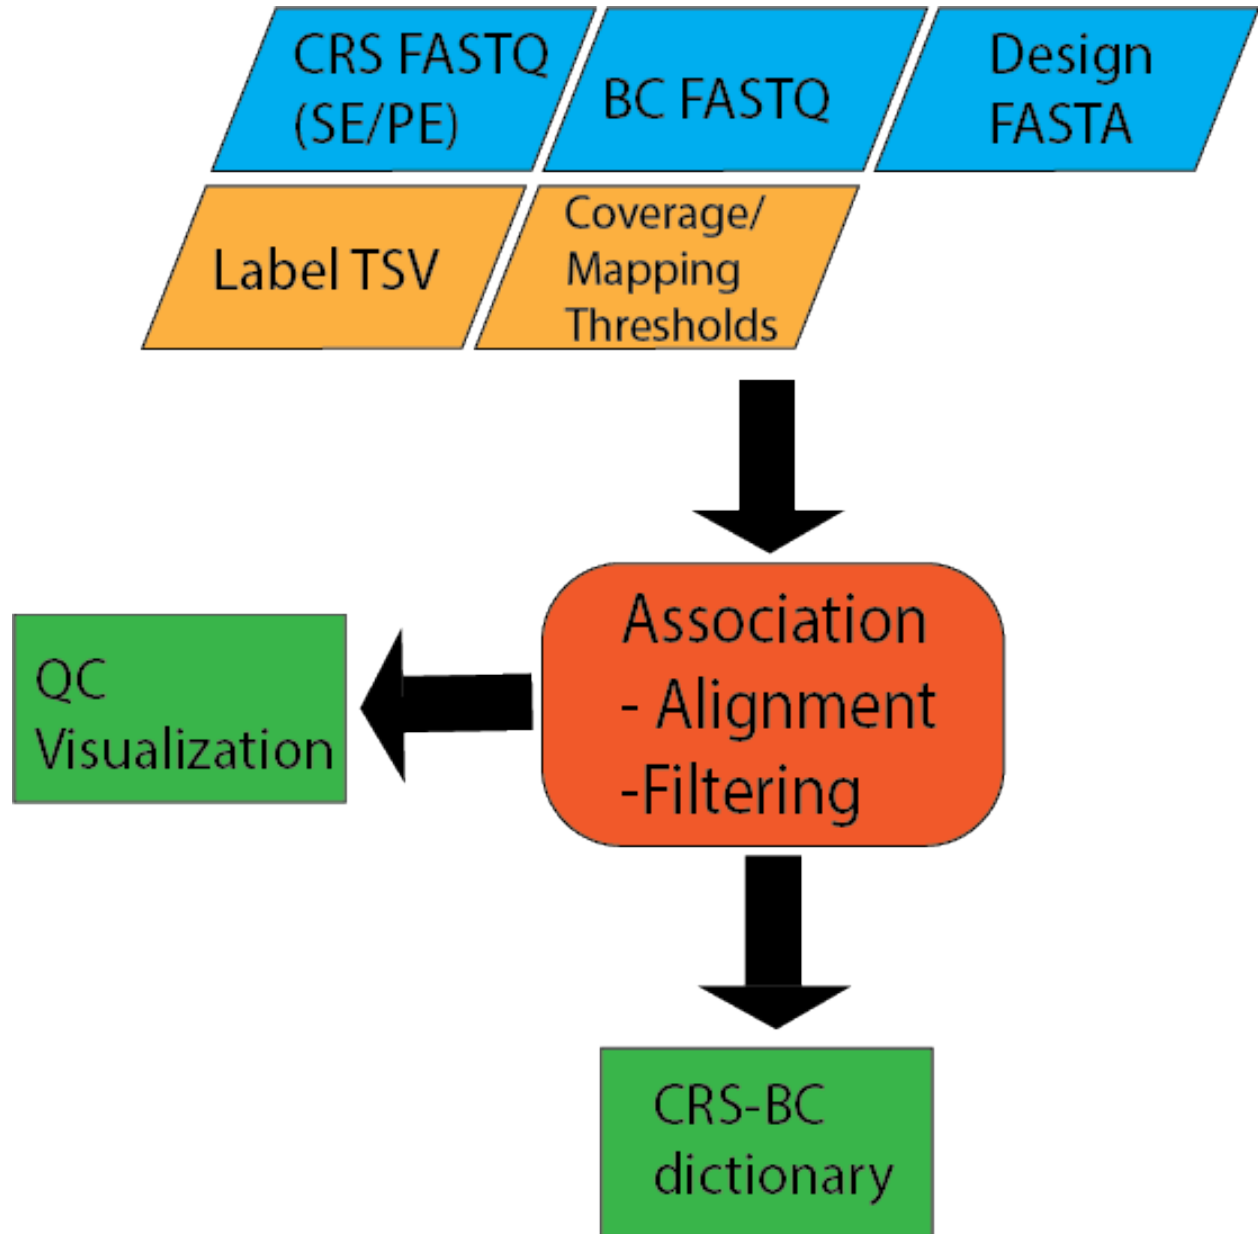 CRS FASTQ
(SE/PE)
BC FASTQ
Design
FASTA
Label TSV
Coverage/
Mapping
Thresholds
Association
- Alignment
-Filtering
QC
Visualization
CRS-BC
dictionary